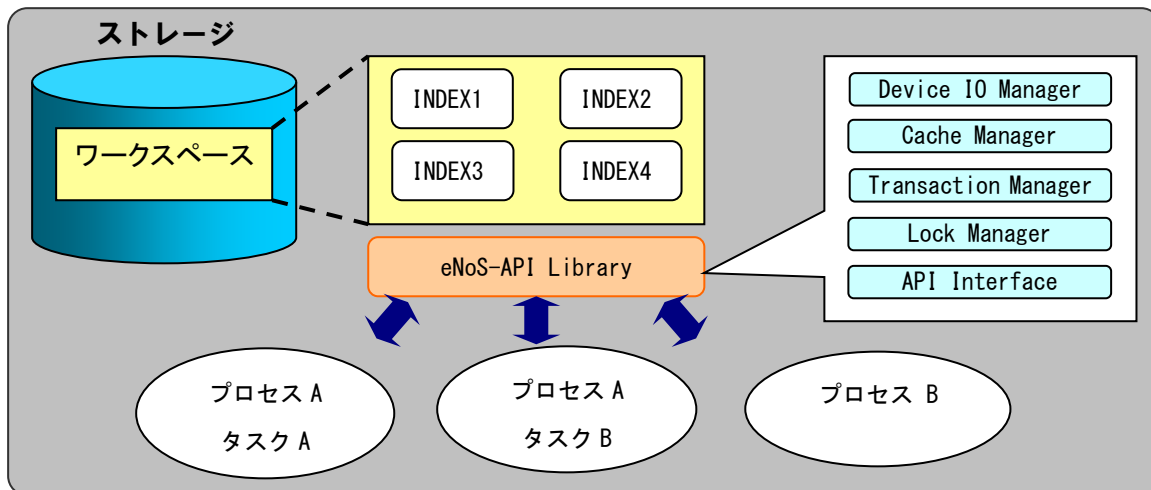 ストレージ
ワークスペース
INDEX1
INDEX2
INDEX3
INDEX4
eNoS-API Library
Device IO Manager
Cache Manager
Transaction Manager
Lock Manager
API Interface
プロセス A
タスク A
プロセス A
タスク B
プロセス B